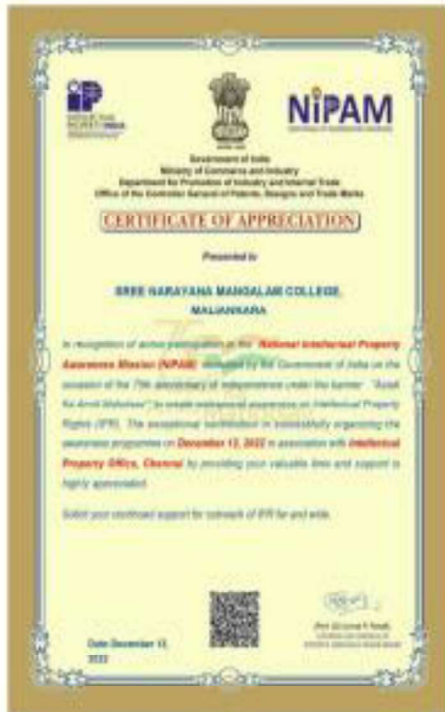 iP
INTELLECTUAL
PROPERTY INDIA
NiPAM
Government of India
Ministry of Commerce and Industry
Department for Promotion of Industry and Internal Trade
Office of the Controller General of Patents, Designs and Trade Marks
CERTIFICATE OF APPRECIATION
Presented to
SREE NARAYANA MANGALAM COLLEGE,
MALIANKARA
In recognition of active participation in the "National Intellectual Property
Awareness Mission (NIPAM)" by the Government of India on the
occasion of the 75th anniversary of independence under the banner "Azadi
Ka Amrit Mahotsav", to create awareness on Intellectual Property
Rights (IPR). The exceptional contribution in successfully organizing the
awareness programme on December 13, 2022 in association with Intellectual
Property Office, Chennai by providing your valuable time and support is
highly appreciated.
Solicit your continued support for outreach of IPR far and wide.
Date:December 13,
2022